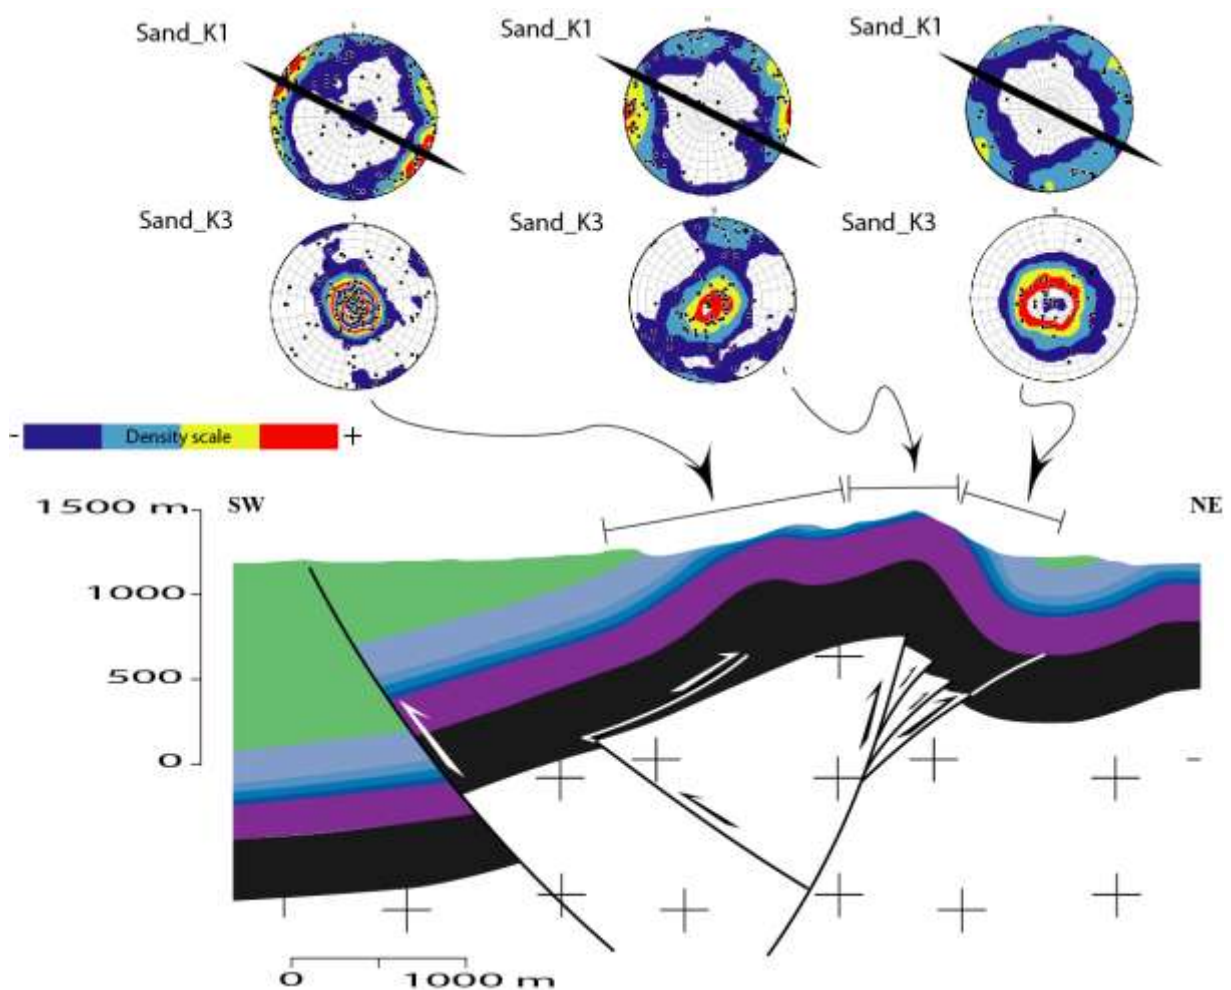 Sand_K1
Sand_K1
Sand_K1
Sand_K3
Sand_K3
Sand_K3
- Density scale +
1500 m
SW
NE
1000
500
0
0
1000 m